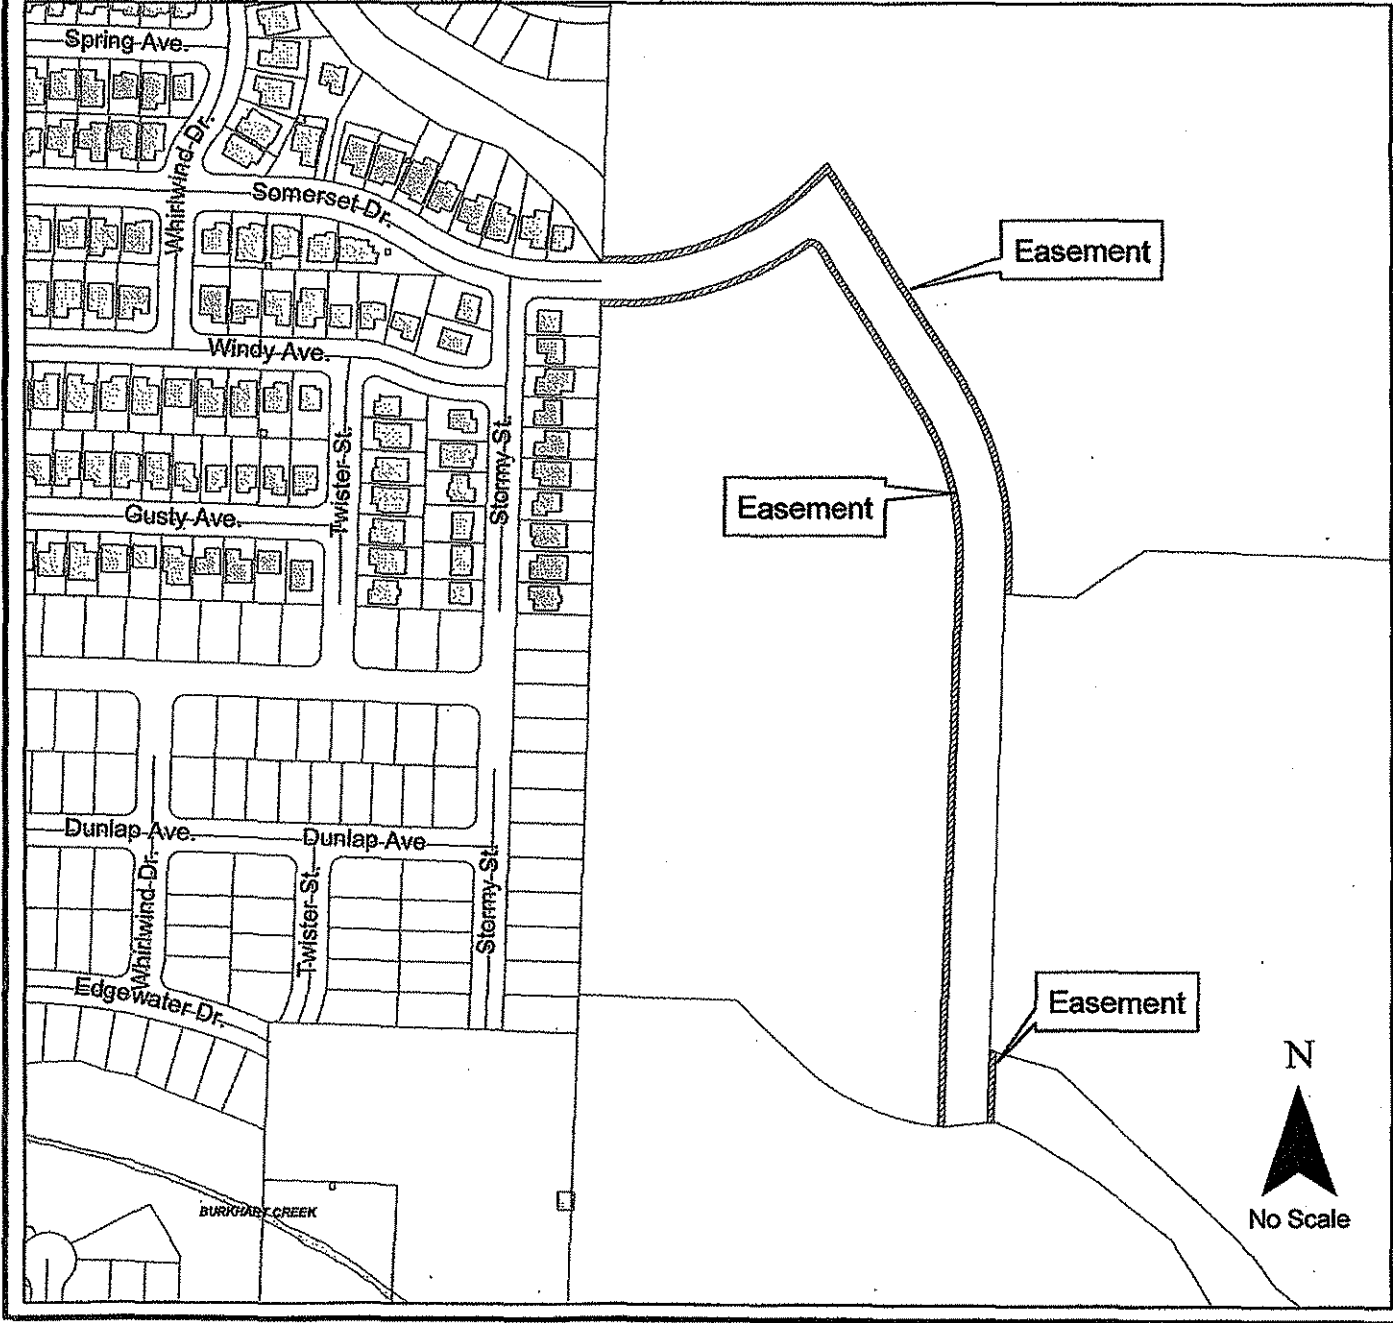 Spring Ave.
Whirlwind Dr.
Somerset Dr.
Easement
Windy Ave.
Twister St.
Stormy St.
Easement
Gusty Ave.
Dunlap Ave.
Dunlap Ave
Whirlwind Dr.
Twister St.
Stormy St.
Edgewater Dr.
Easement
N
BURKHART CREEK
No Scale